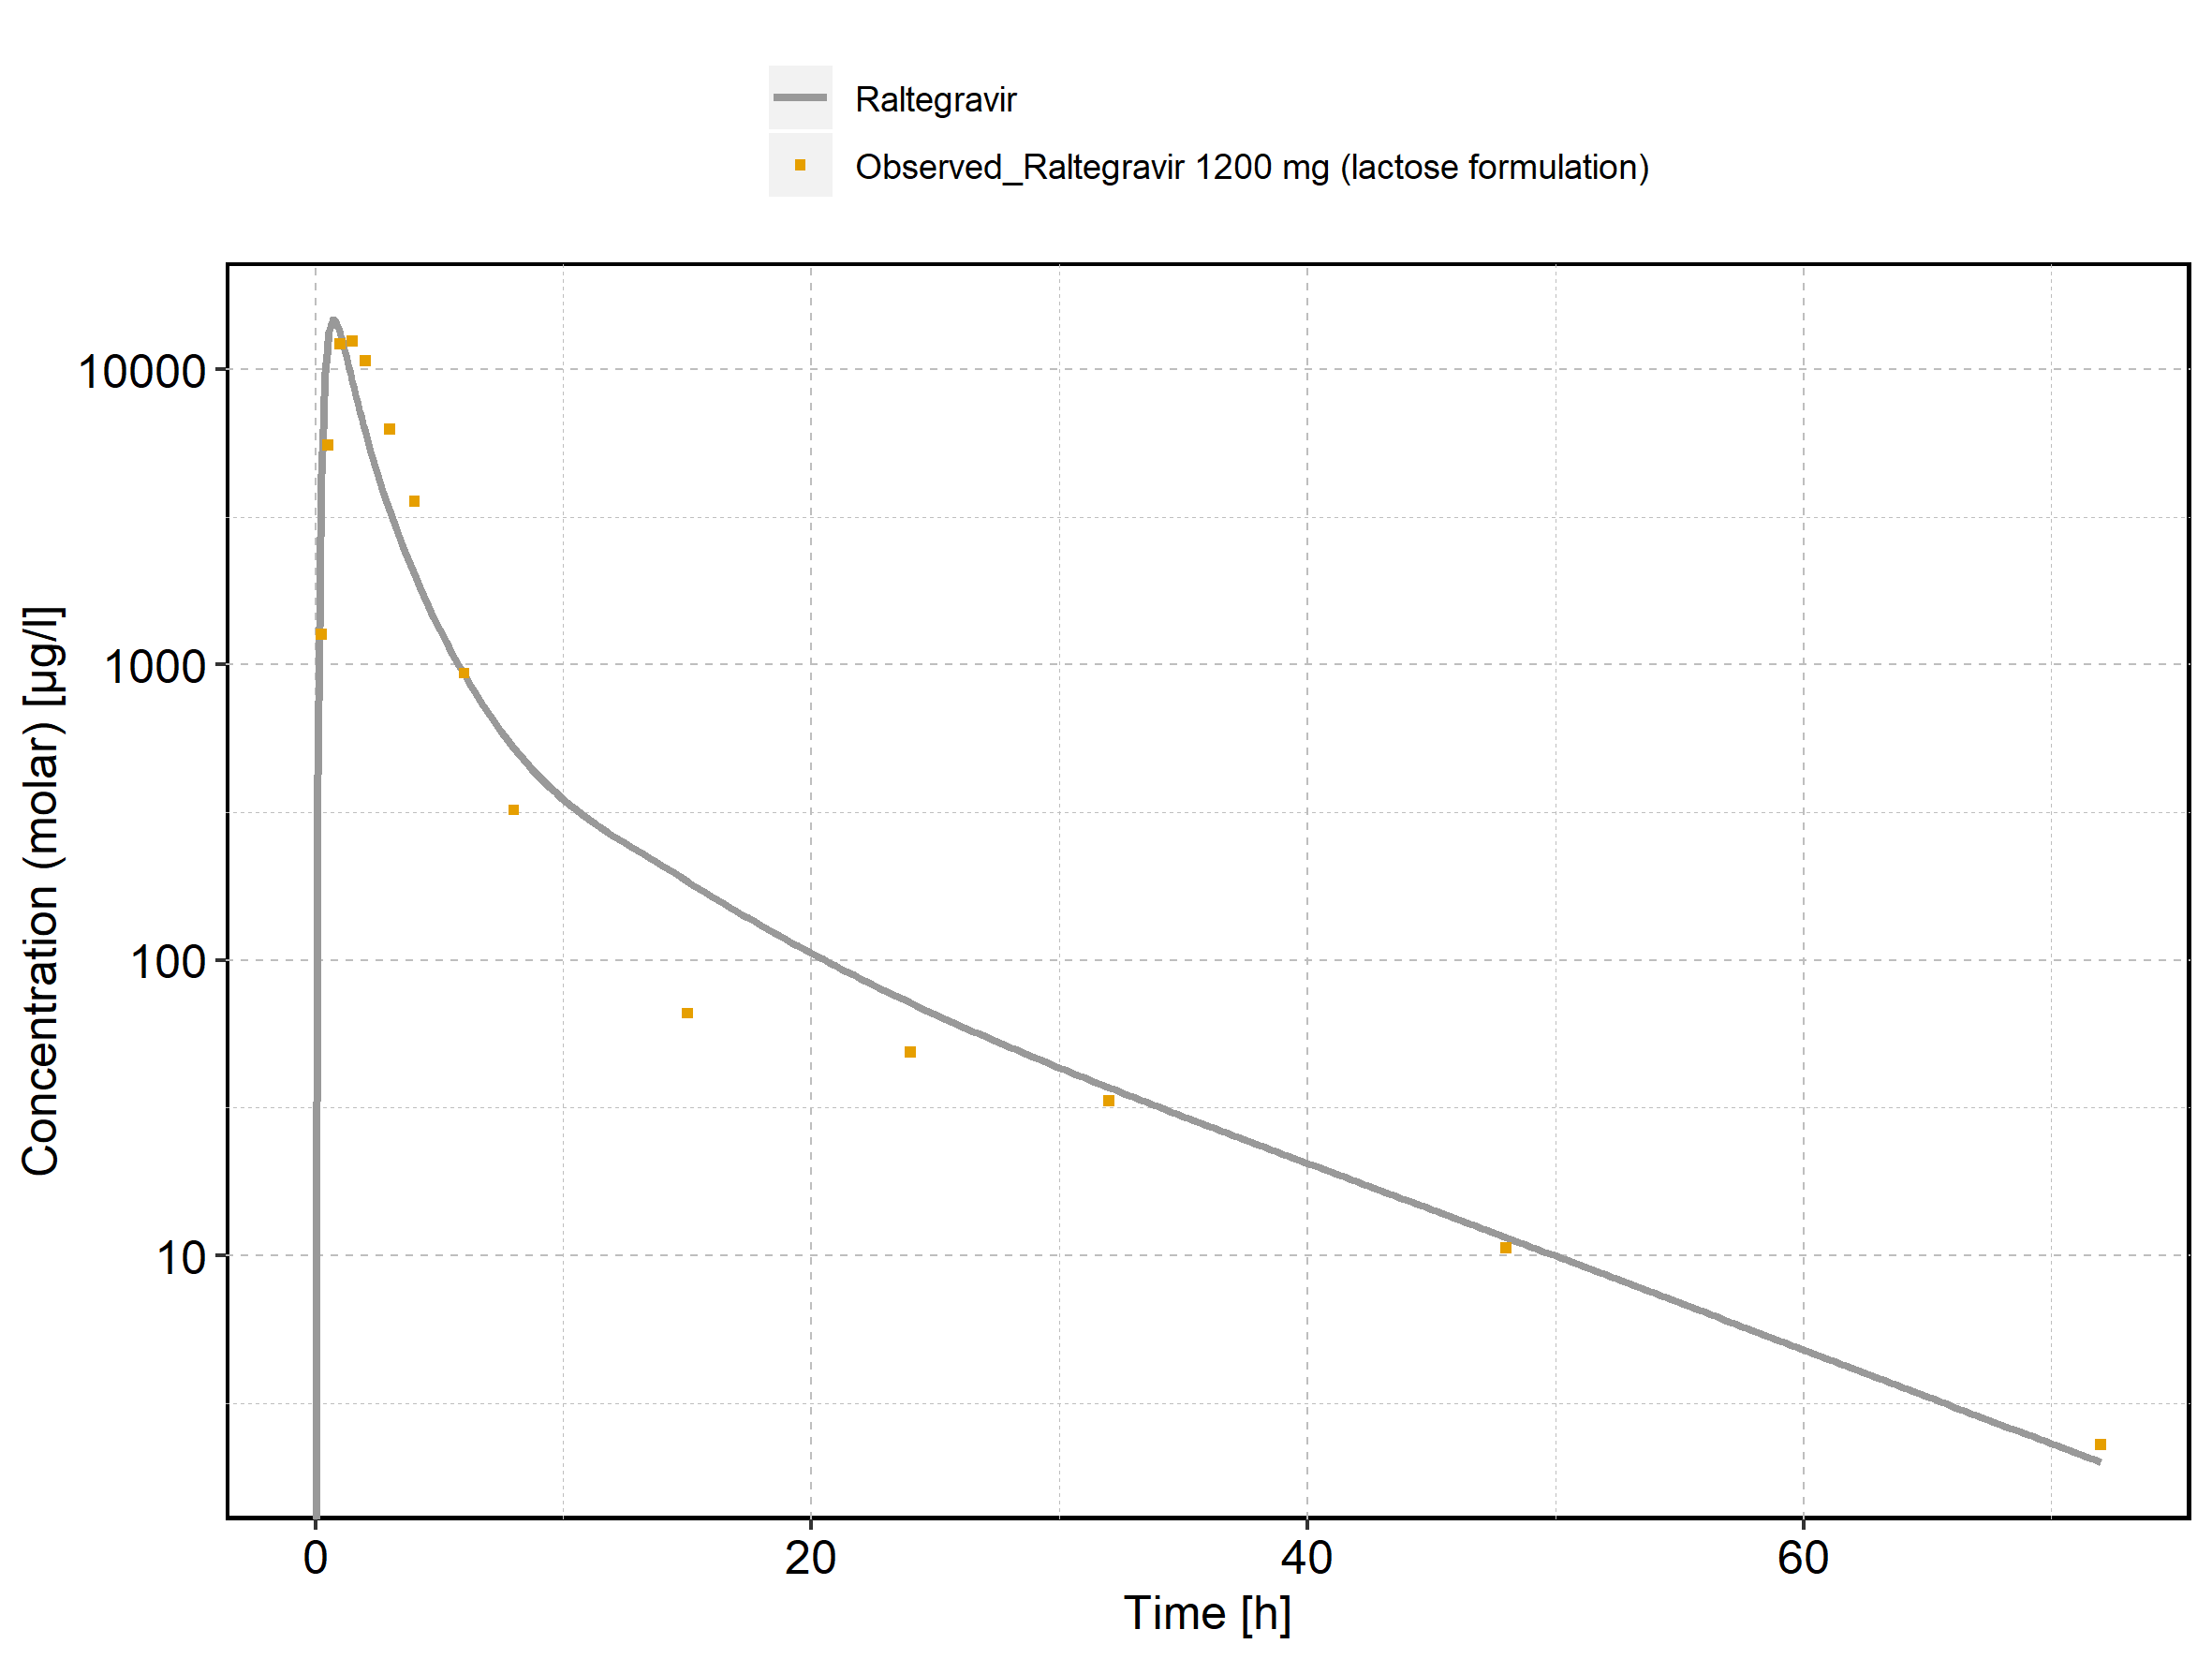 Raltegravir
Observed_Raltegravir 1200 mg (lactose formulation)
Concentration (molar) [µg/l]
10000
1000
100
10
0 20 40 60
Time [h]